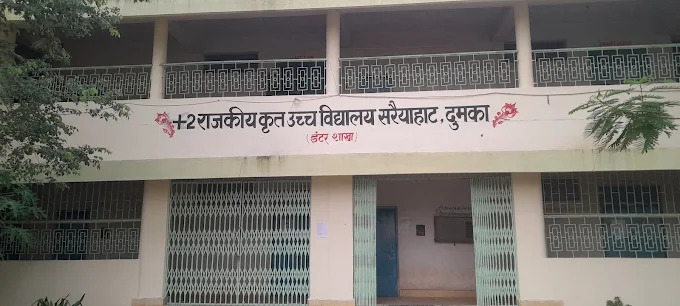 +2 राजकीय कृत उच्च विद्यालय सरैयाहाट, दुमका
(इंटर शाखा)